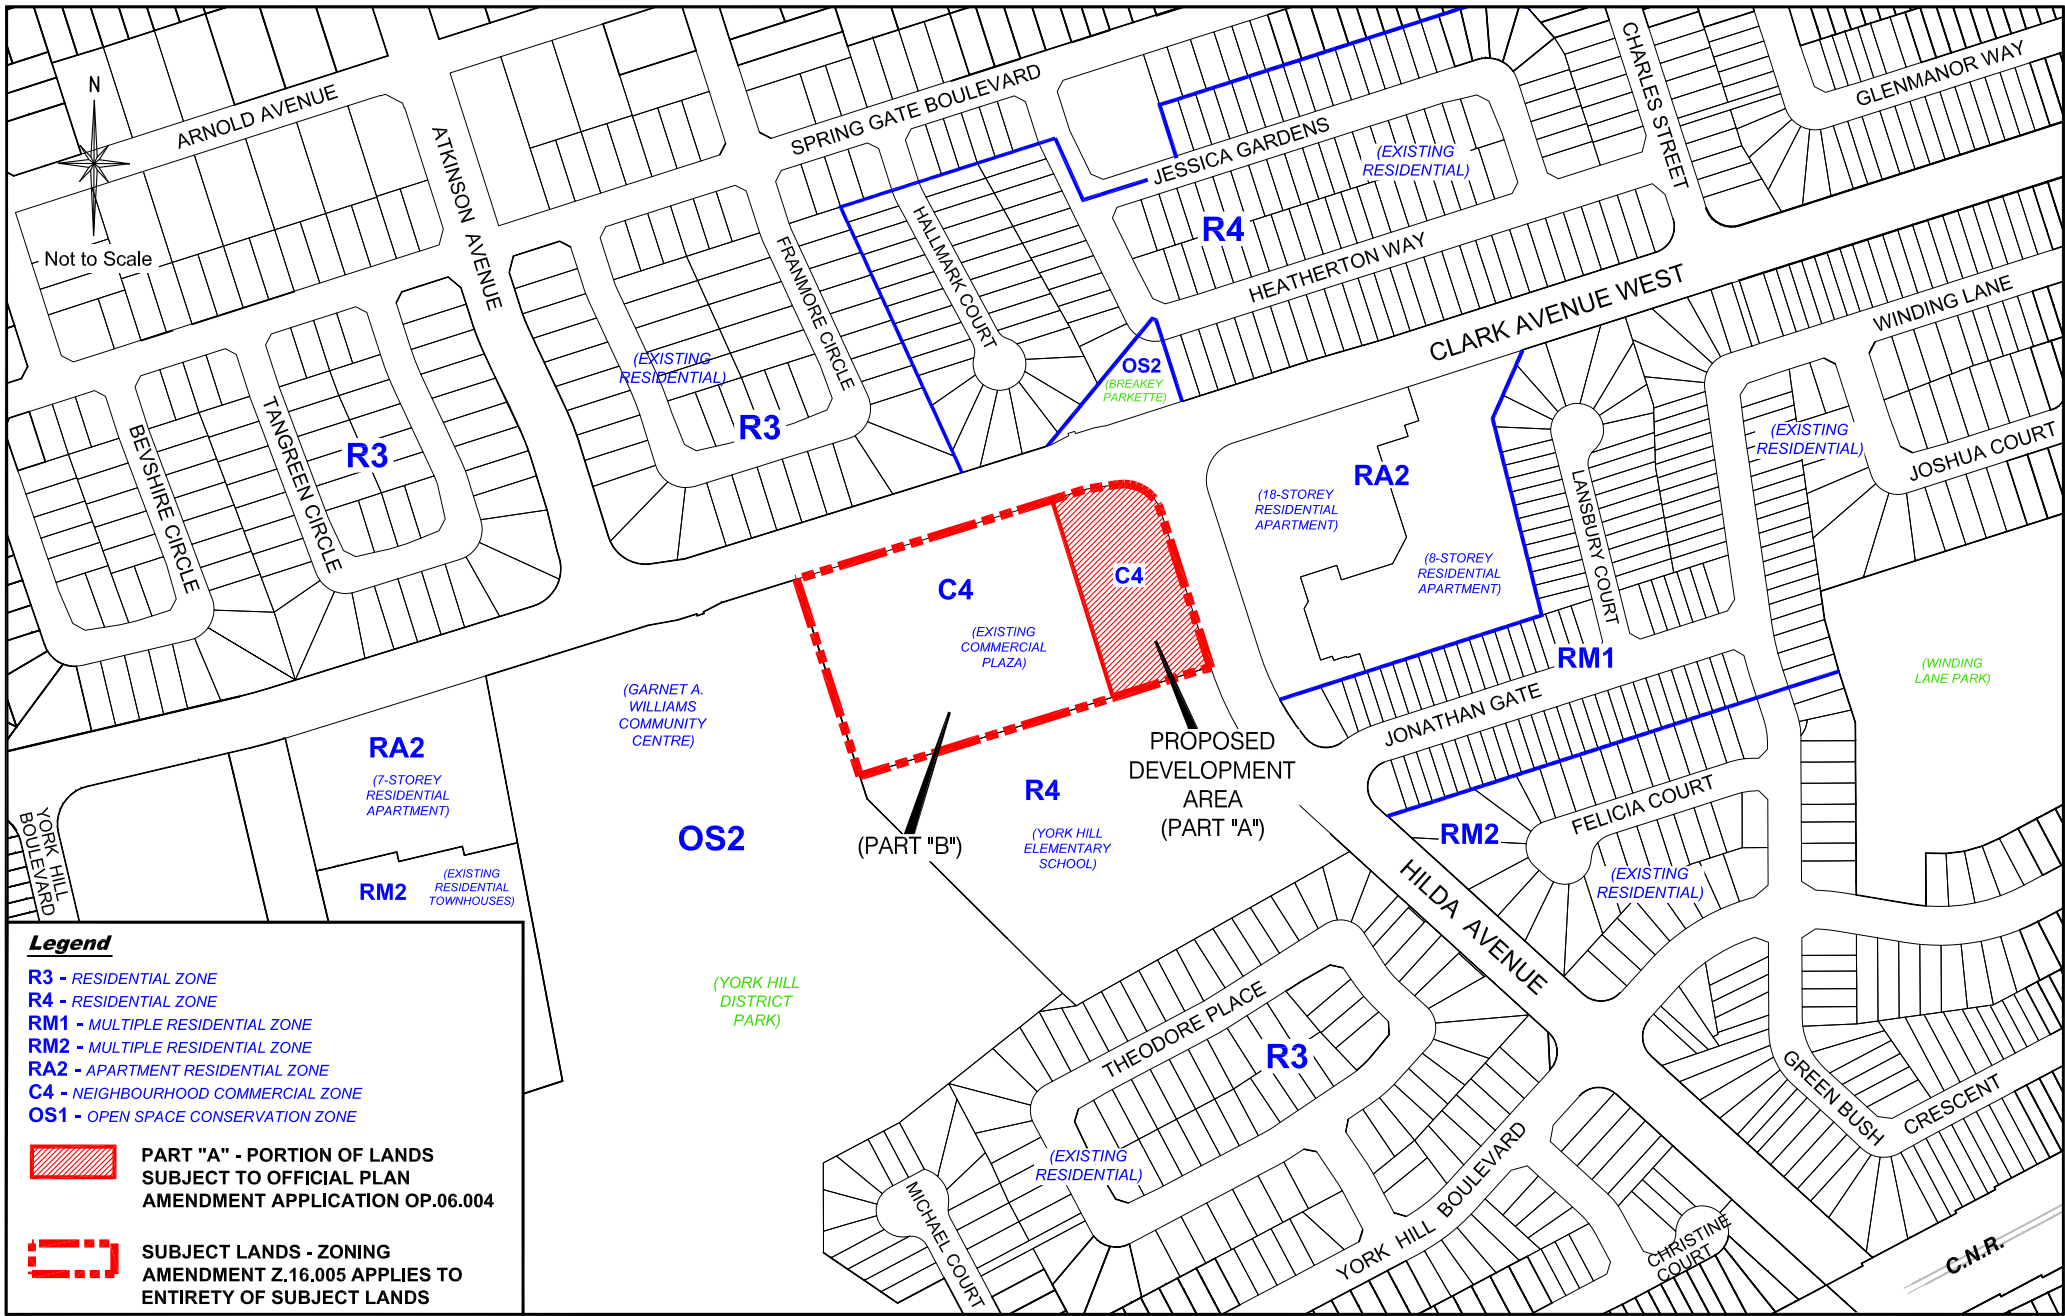 N
Not to Scale
ARNOLD AVENUE
ATKINSON AVENUE
SPRING GATE BOULEVARD
CHARLES STREET
GLENMANOR WAY
JESSICA GARDENS
(EXISTING
RESIDENTIAL)
R4
HEATHERTON WAY
HALLMARK COURT
FRANMORE CIRCLE
(EXISTING
RESIDENTIAL)
R3
R3
BEVSHIRE CIRCLE
TANGREEN CIRCLE
OS2
(BREAKEY
PARKETTE)
CLARK AVENUE WEST
WINDING LANE
(EXISTING
RESIDENTIAL)
JOSHUA COURT
LANSBURY COURT
RA2
(18-STOREY
RESIDENTIAL
APARTMENT)
(8-STOREY
RESIDENTIAL
APARTMENT)
C4
C4
(EXISTING
COMMERCIAL
PLAZA)
RM1
JONATHAN GATE
(WINDING
LANE PARK)
(GARNET A.
WILLIAMS
COMMUNITY
CENTRE)
PROPOSED
DEVELOPMENT
AREA
(PART "A")
(PART "B")
R4
(YORK HILL
ELEMENTARY
SCHOOL)
RA2
(7-STOREY
RESIDENTIAL
APARTMENT)
OS2
RM2
(EXISTING
RESIDENTIAL
TOWNHOUSES)
YORK HILL
BOULEVARD
RM2
FELICIA COURT
(EXISTING
RESIDENTIAL)
HILDA AVENUE
(YORK HILL
DISTRICT
PARK)
THEODORE PLACE
R3
(EXISTING
RESIDENTIAL)
MICHAEL COURT
YORK HILL BOULEVARD
GREEN BUSH
CRESCENT
CHRISTINE
COURT
C.N.R.
Legend
R3 - RESIDENTIAL ZONE
R4 - RESIDENTIAL ZONE
RM1 - MULTIPLE RESIDENTIAL ZONE
RM2 - MULTIPLE RESIDENTIAL ZONE
RA2 - APARTMENT RESIDENTIAL ZONE
C4 - NEIGHBOURHOOD COMMERCIAL ZONE
OS1 - OPEN SPACE CONSERVATION ZONE
PART "A" - PORTION OF LANDS
SUBJECT TO OFFICIAL PLAN
AMENDMENT APPLICATION OP.06.004
SUBJECT LANDS - ZONING
AMENDMENT Z.16.005 APPLIES TO
ENTIRETY OF SUBJECT LANDS